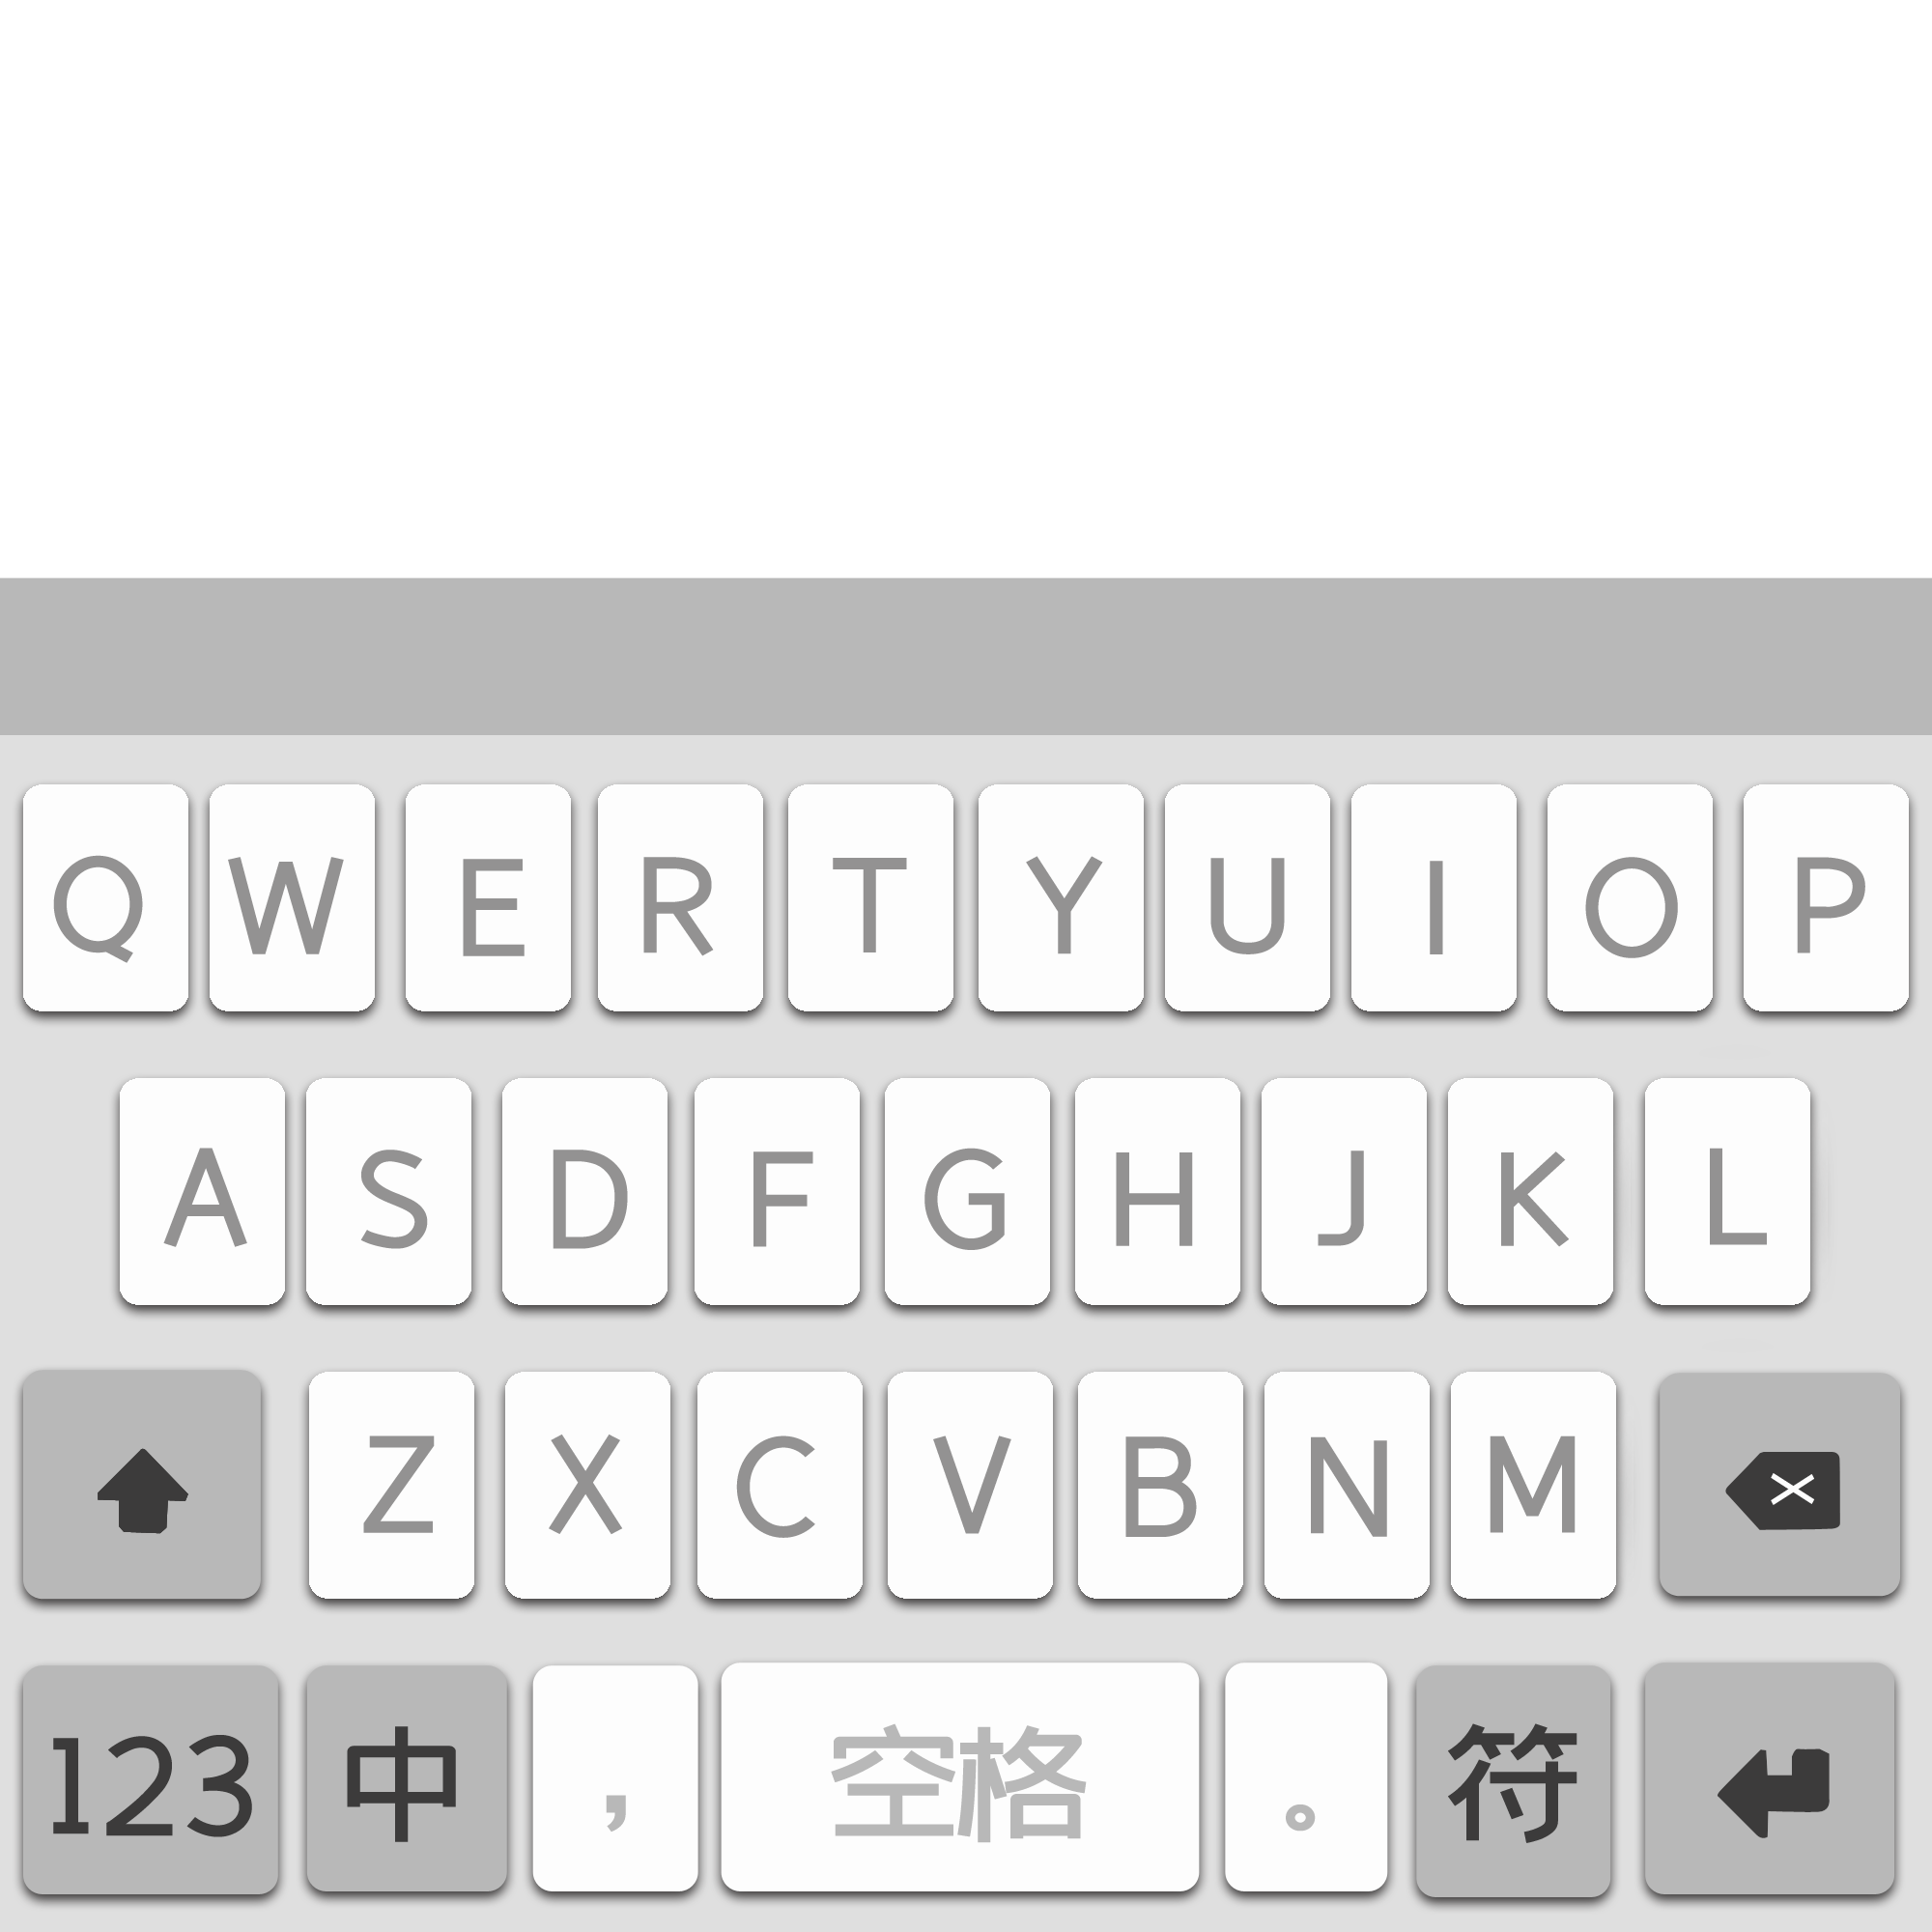 Q W E R T Y U I O P
A S D F G H J K L
Z X C V B N M
123 中 , 空格 。 符